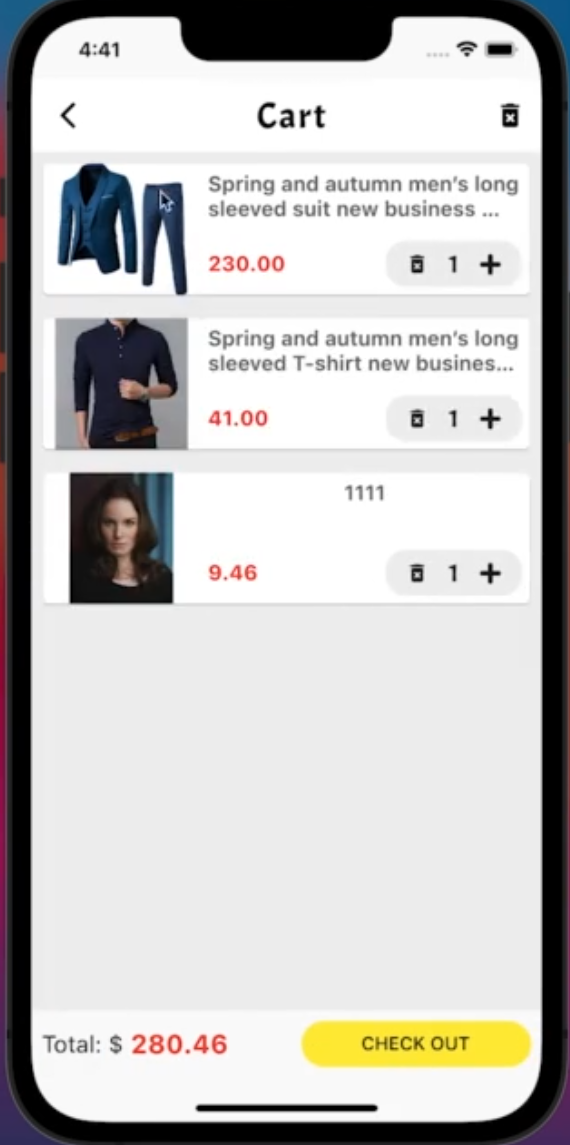 4:41
Cart
Spring and autumn men's long
sleeved suit new business ...
230.00
1
Spring and autumn men's long
sleeved T-shirt new busines...
41.00
1
1111
9.46
1
Total: $ 280.46
CHECK OUT